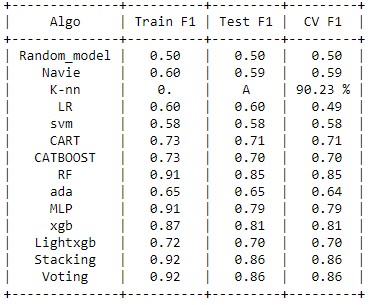 +--------------+----------+---------+---------+
| Algo | Train F1 | Test F1 | CV F1 |
+--------------+----------+---------+---------+
| Random_model | 0.50 | 0.50 | 0.50 |
| Navie | 0.60 | 0.59 | 0.59 |
| K-nn | 0. | A | 90.23 % |
| LR | 0.60 | 0.60 | 0.49 |
| svm | 0.58 | 0.58 | 0.58 |
| CART | 0.73 | 0.71 | 0.71 |
| CATBOOST | 0.73 | 0.70 | 0.70 |
| RF | 0.91 | 0.85 | 0.85 |
| ada | 0.65 | 0.65 | 0.64 |
| MLP | 0.91 | 0.79 | 0.79 |
| xgb | 0.87 | 0.81 | 0.81 |
| Lightxgb | 0.72 | 0.70 | 0.70 |
| Stacking | 0.92 | 0.86 | 0.86 |
| Voting | 0.92 | 0.86 | 0.86 |
+--------------+----------+---------+---------+